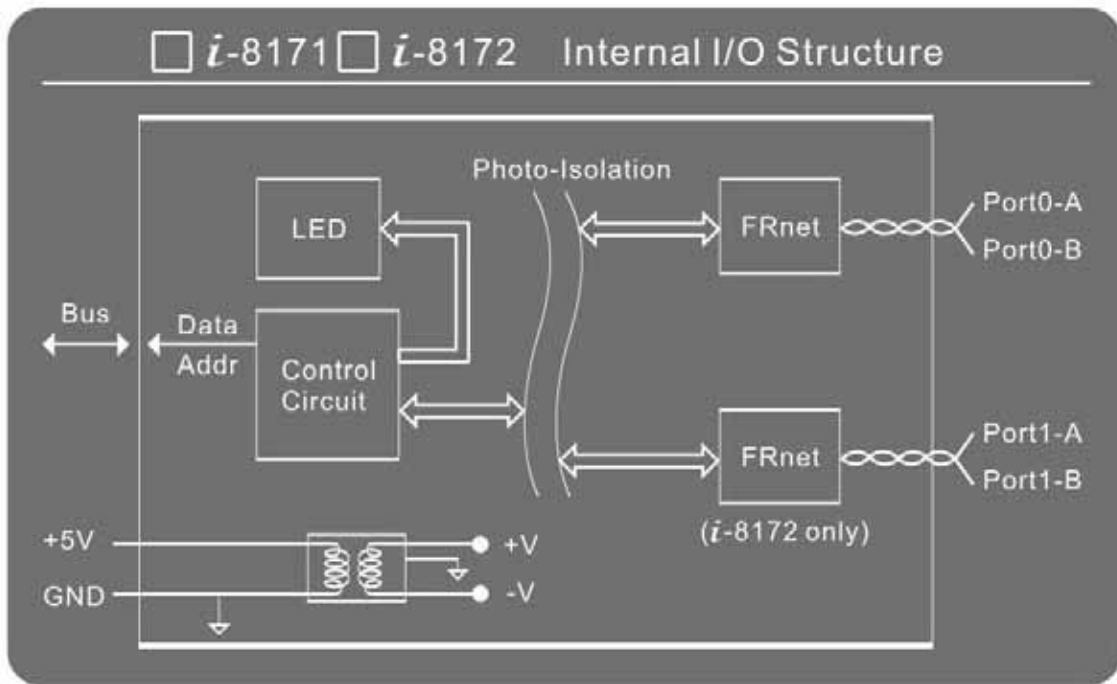 i-8171 i-8172 Internal I/O Structure
Photo-Isolation
LED
FRnet
Port0-A
Port0-B
Bus
Data
Addr
Control
Circuit
FRnet
Port1-A
Port1-B
(i-8172 only)
+5V
+V
GND
-V